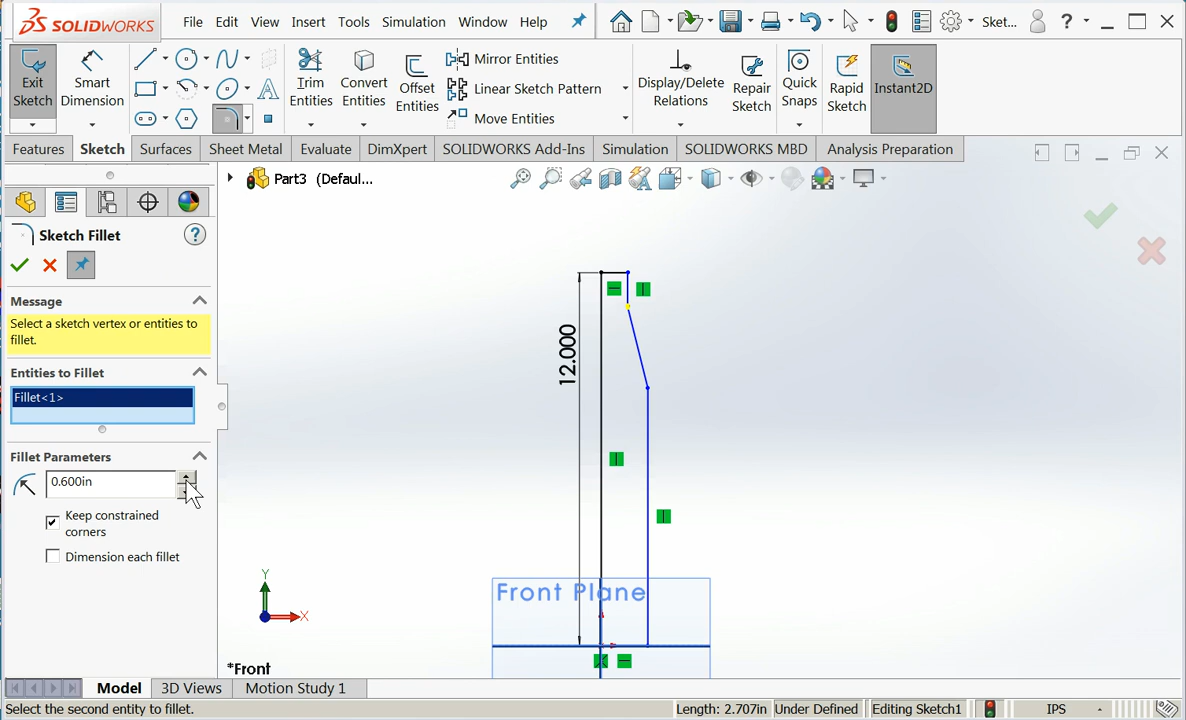 SOLIDWORKS File Edit View Insert Tools Simulation Window Help Sket... ?
Exit Sketch
Smart Dimension
Trim Entities
Convert Entities
Offset Entities
Mirror Entities
Linear Sketch Pattern
Move Entities
Display/Delete Relations
Repair Sketch
Quick Snaps
Rapid Sketch
Instant2D
Features Sketch Surfaces Sheet Metal Evaluate DimXpert SOLIDWORKS Add-Ins Simulation SOLIDWORKS MBD Analysis Preparation
Part3 (Defaul...
Sketch Fillet ?
Message
Select a sketch vertex or entities to
fillet.
Entities to Fillet
Fillet<1>
Fillet Parameters
0.600in
Keep constrained
corners
Dimension each fillet
12.000
Front Plane
Y
X
*Front
Model 3D Views Motion Study 1
Select the second entity to fillet. Length: 2.707in Under Defined Editing Sketch1 IPS